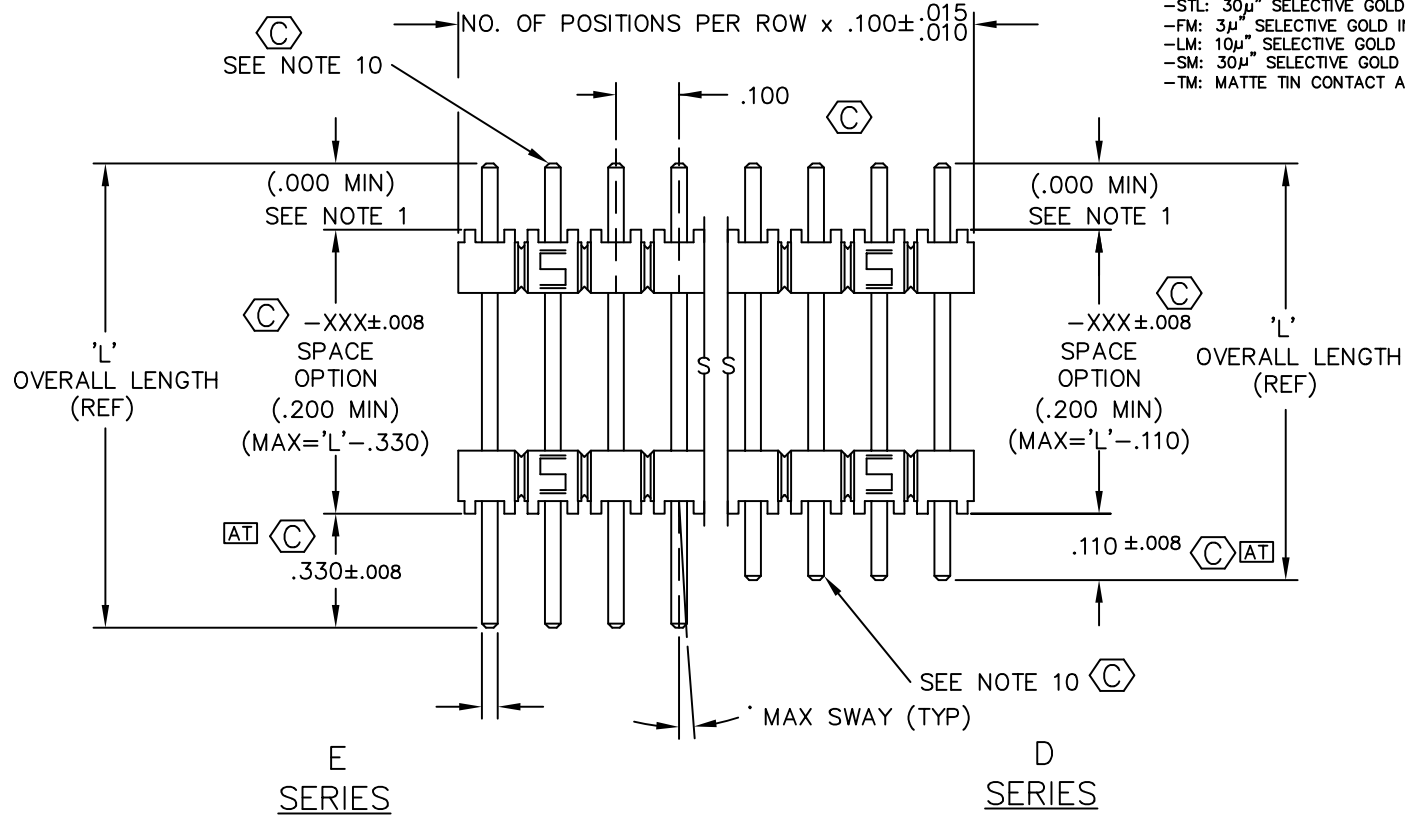 -STL: 30µ" SELECTIVE GOLD
-FM: 3µ" SELECTIVE GOLD
-LM: 10µ" SELECTIVE GOLD
-SM: 30µ" SELECTIVE GOLD
-TM: MATTE TIN CONTACT
NO. OF POSITIONS PER ROW x .100± .015
.010
C
SEE NOTE 10
.100
C
(.000 MIN)
SEE NOTE 1
(.000 MIN)
SEE NOTE 1
S
S
C -XXX±.008
SPACE
OPTION
(.200 MIN)
(MAX='L'-.330)
'L'
OVERALL LENGTH
(REF)
S S
C
-XXX±.008
SPACE
OPTION
(.200 MIN)
(MAX='L'-.110)
'L'
OVERALL LENGTH
(REF)
S
S
AT C
.330±.008
.110 ±.008 C AT
SEE NOTE 10 C
MAX SWAY (TYP)
E
SERIES
D
SERIES